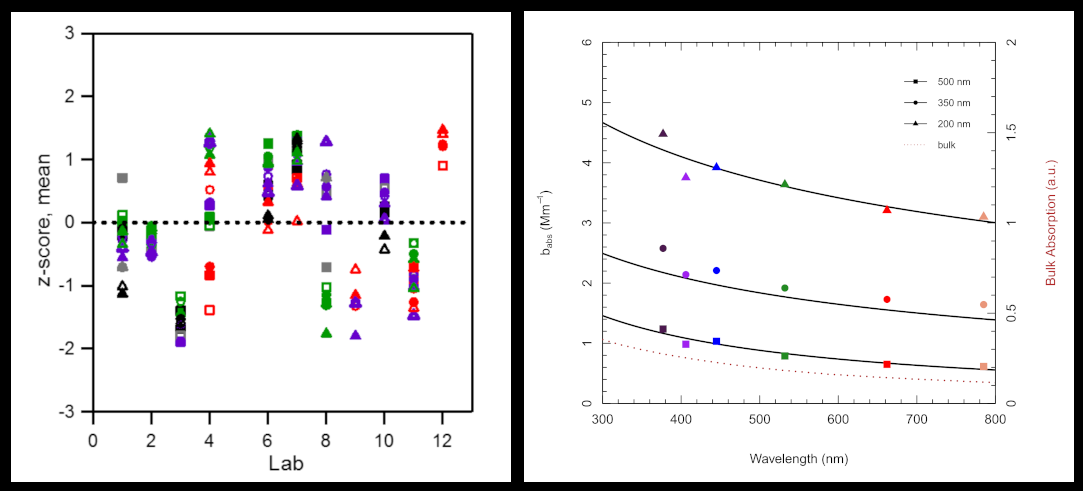 3
2
1
0
-1
-2
-3
z-score, mean
0 2 4 6 8 10 12
Lab
6
5
4
3
2
1
0
b_abs (Mm⁻¹)
500 nm
350 nm
200 nm
bulk
2
1.5
1
0.5
0
Bulk Absorption (a.u.)
300 400 500 600 700 800
Wavelength (nm)